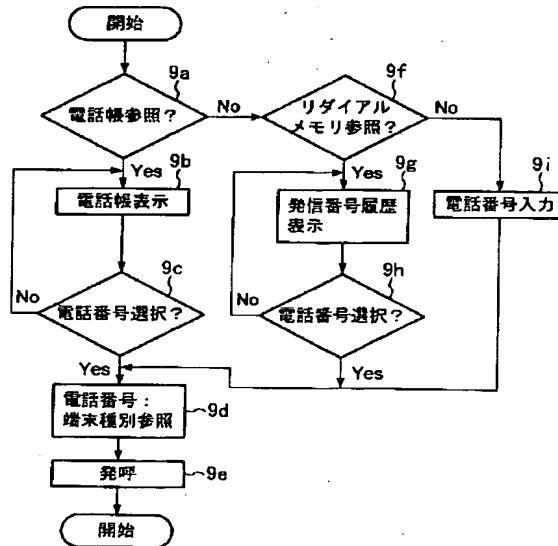 開始
9a
電話帳参照？
No
9f
リダイアル
メモリ参照？
No
Yes
9b
電話帳表示
Yes
9g
発信番号履歴
表示
9i
電話番号入力
9c
電話番号選択？
No
9h
電話番号選択？
No
Yes
Yes
電話番号：
端末種別参照
9d
発呼
9e
開始